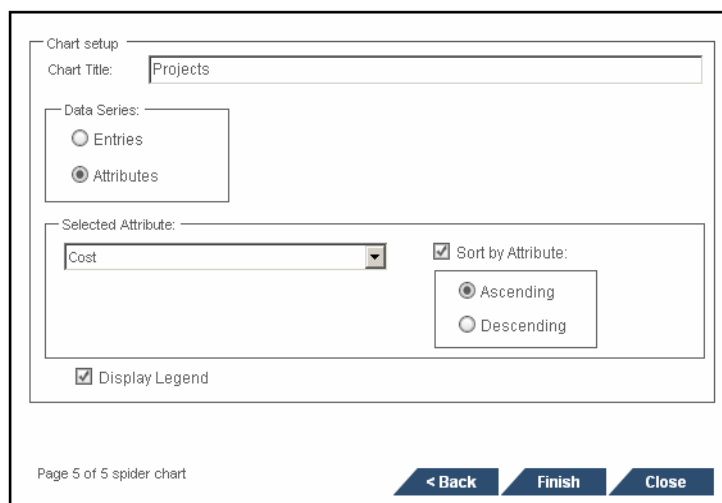 Chart setup
Chart Title: Projects
Data Series:
Entries
Attributes
Selected Attribute:
Cost
Sort by Attribute:
Ascending
Descending
Display Legend
Page 5 of 5 spider chart
< Back Finish Close